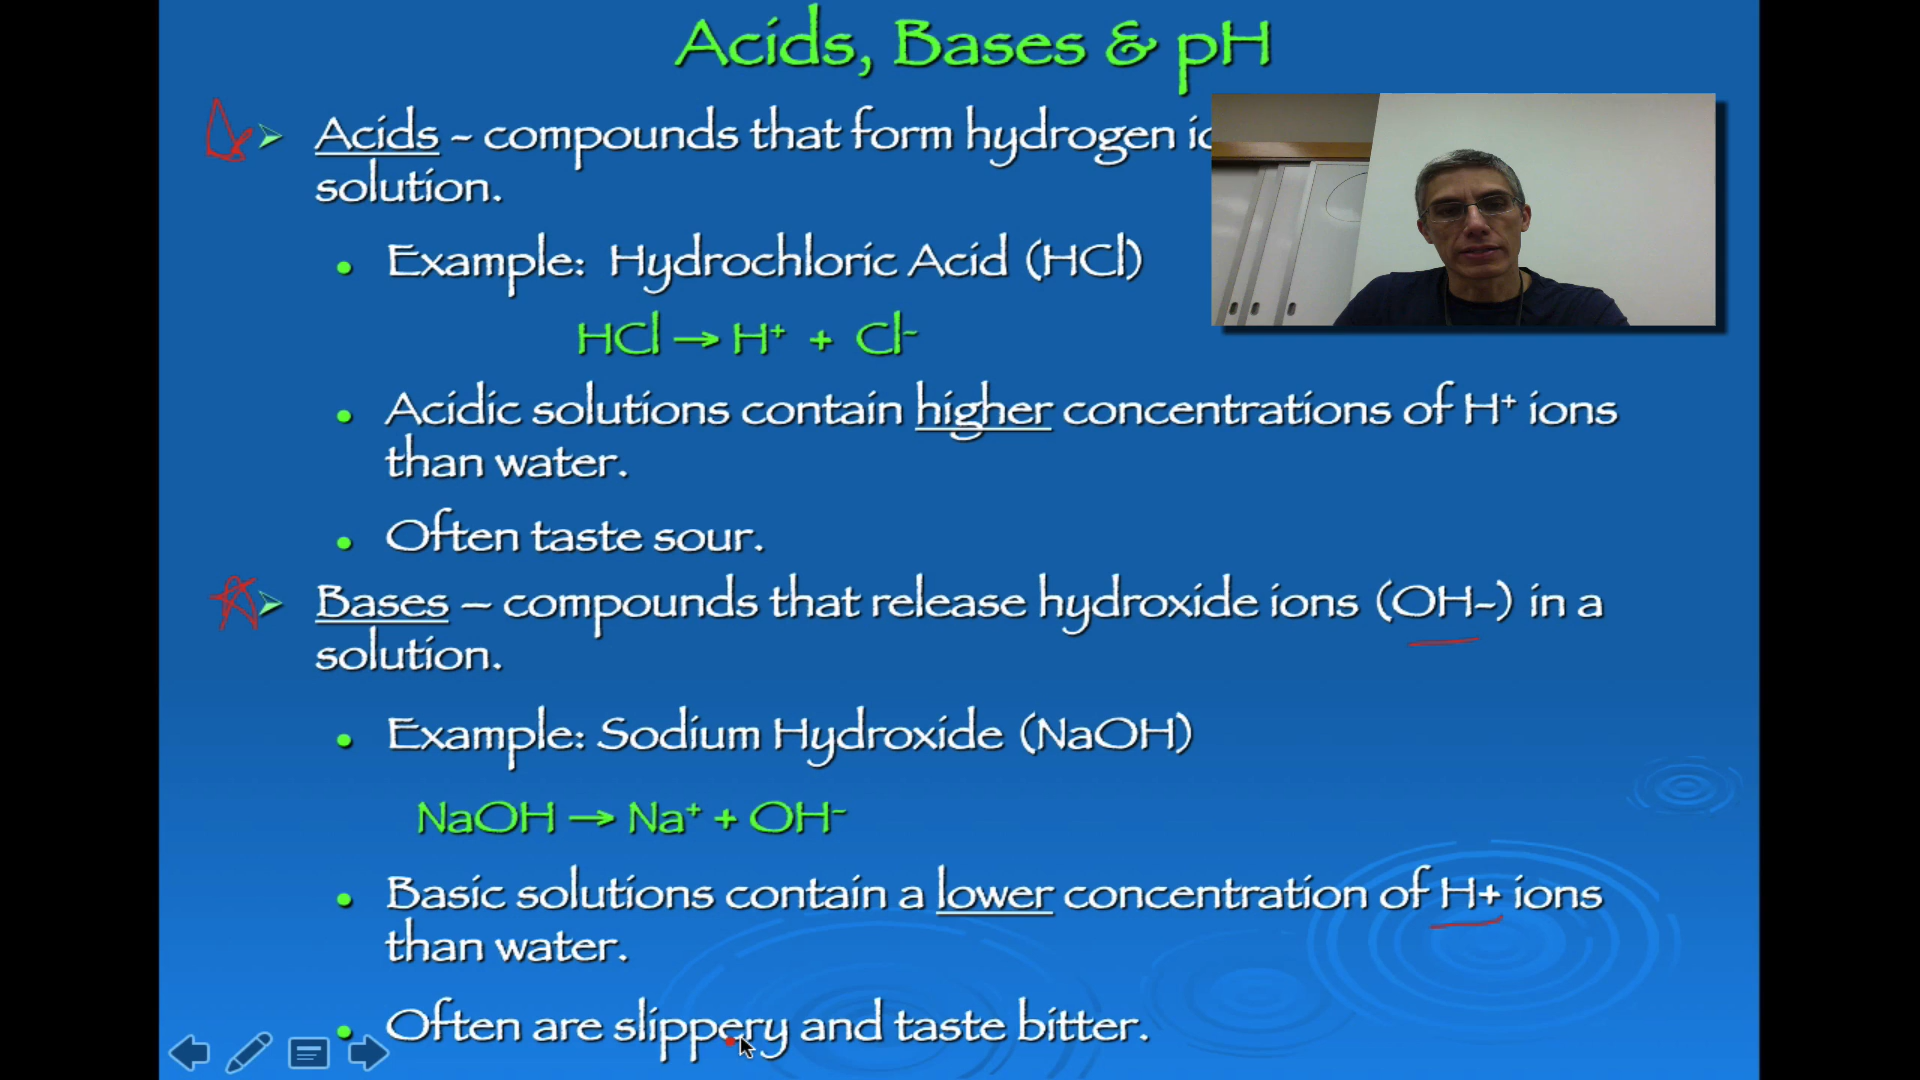 Acids, Bases & pH
Acids - compounds that form hydrogen
solution.
Example: Hydrochloric Acid (HCl)
HCl → H⁺ + Cl⁻
Acidic solutions contain higher concentrations of H⁺ ions
than water.
Often taste sour.
Bases – compounds that release hydroxide ions (OH-) in a
solution.
Example: Sodium Hydroxide (NaOH)
NaOH → Na⁺ + OH⁻
Basic solutions contain a lower concentration of H+ ions
than water.
Often are slippery and taste bitter.